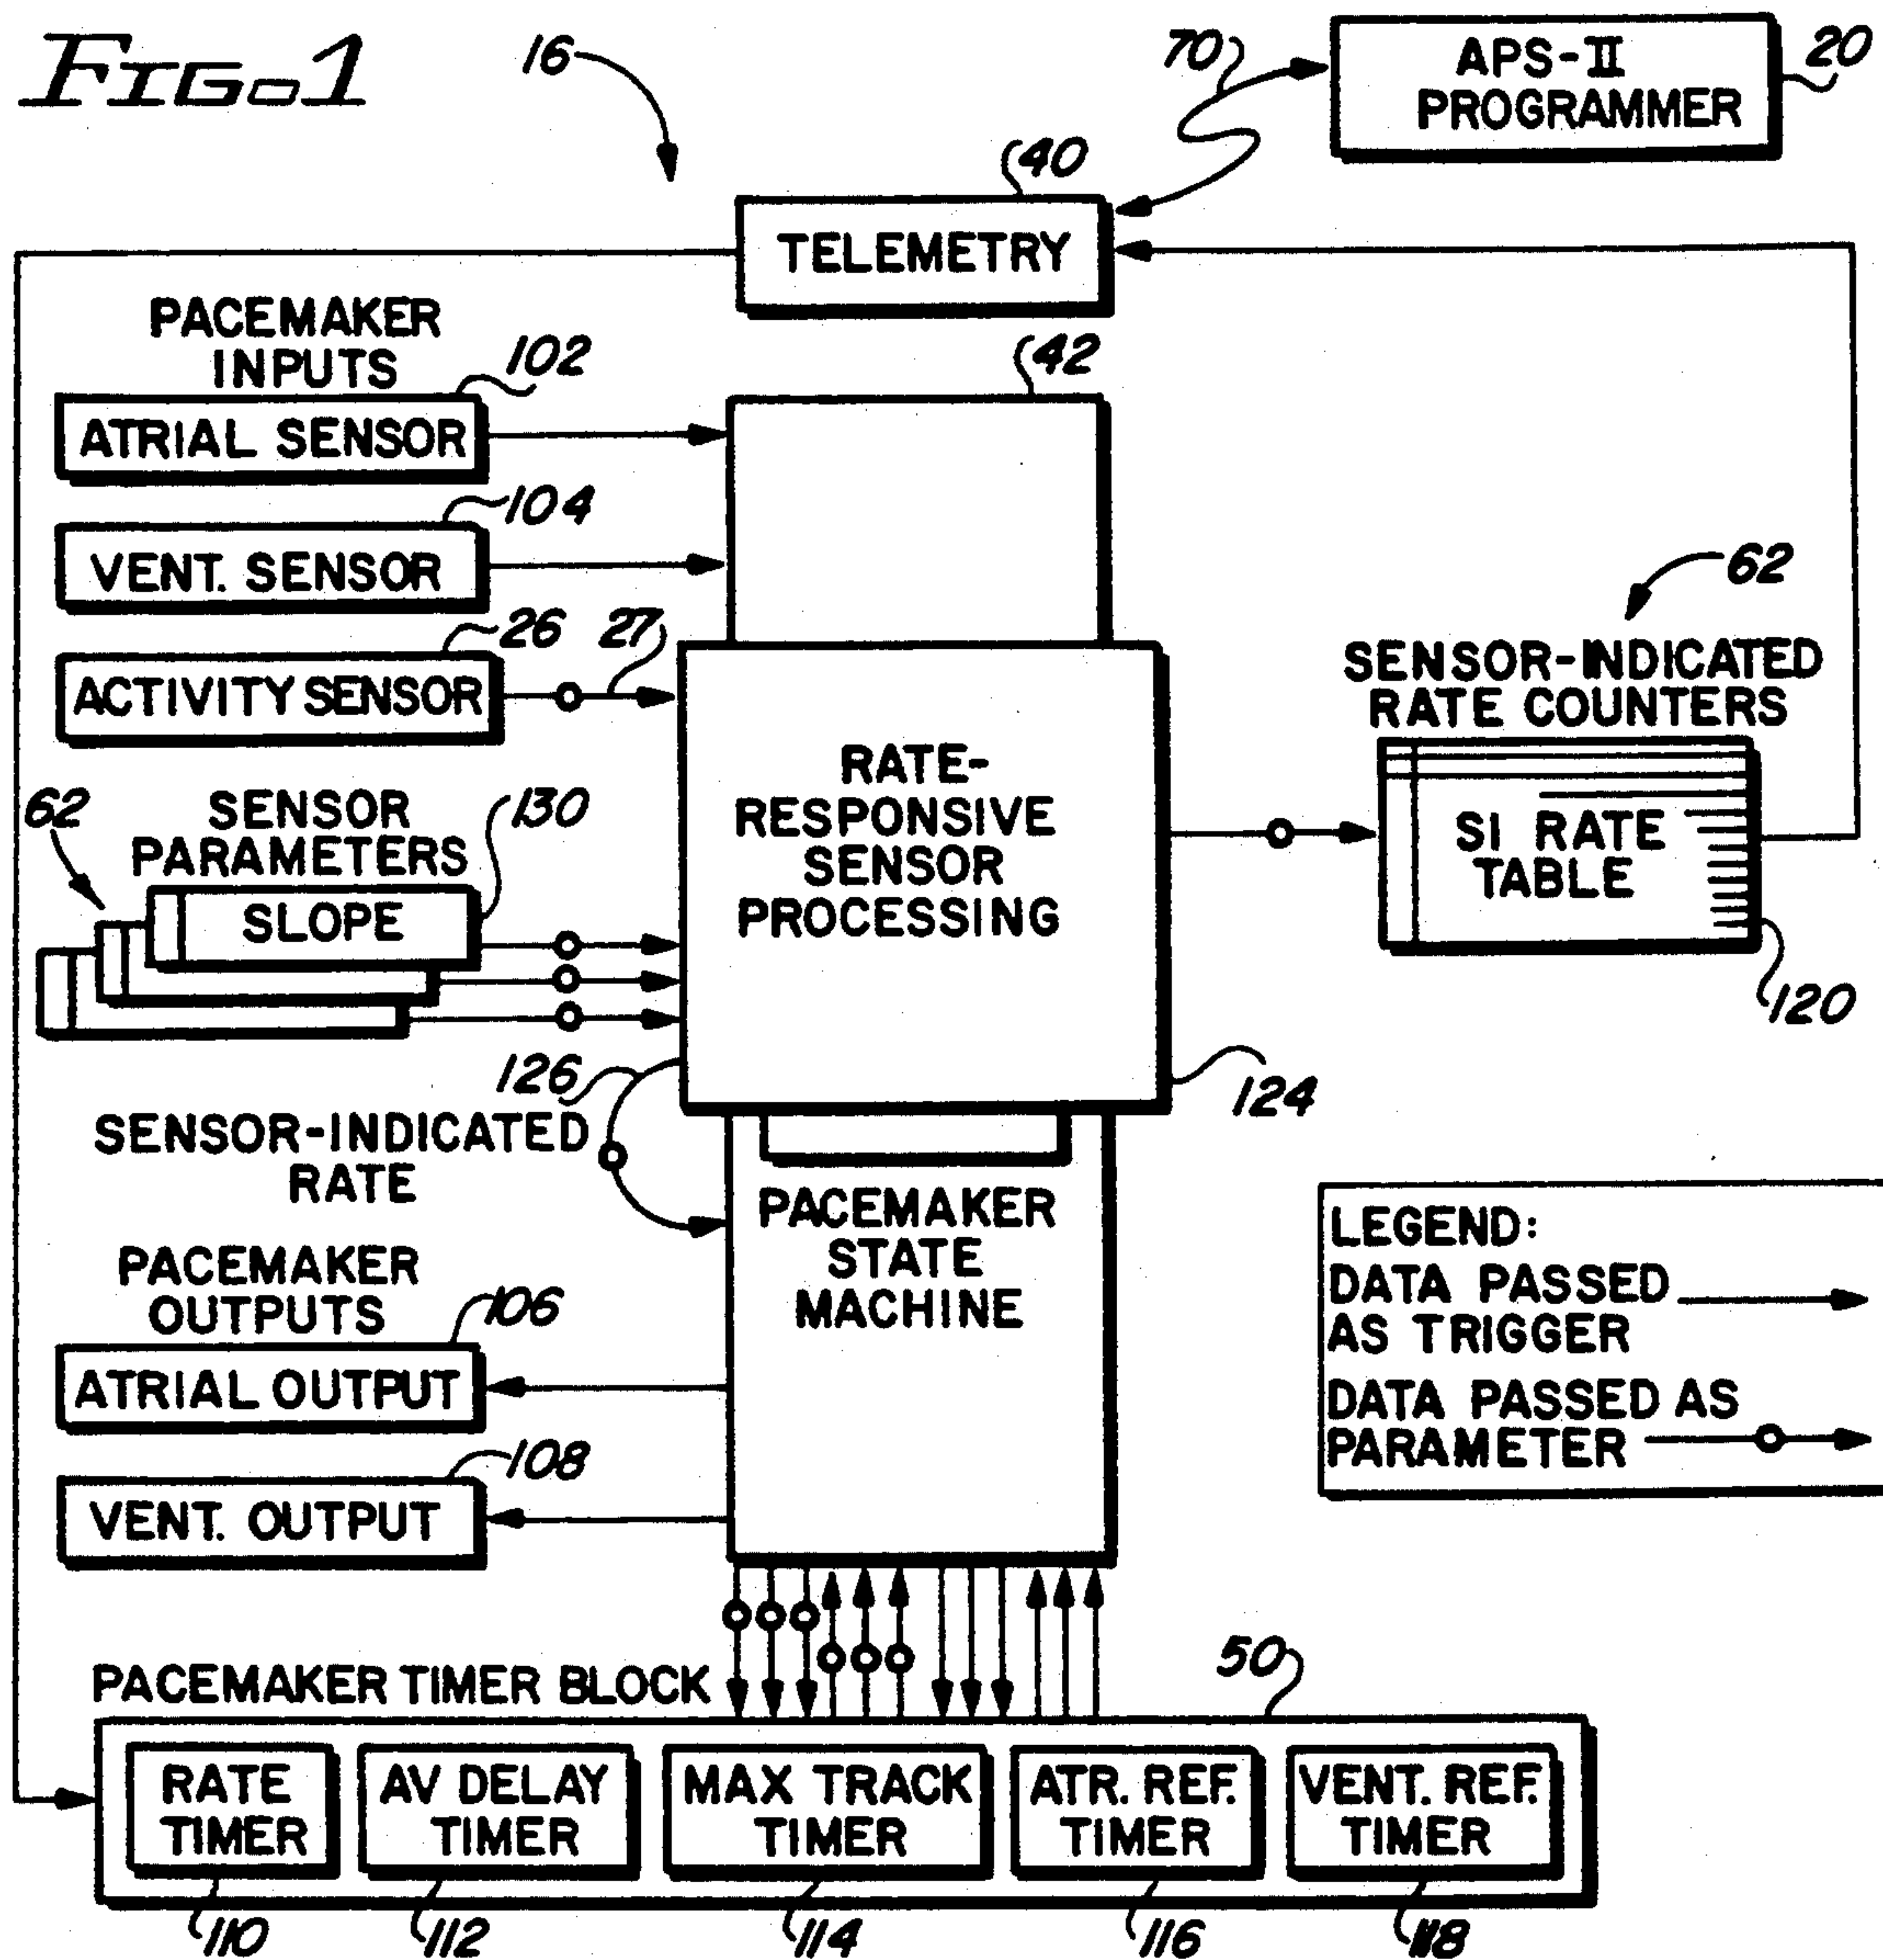 FIG. 1
16
70
APS-II
PROGRAMMER
20
40
TELEMETRY
PACEMAKER
INPUTS
102
42
ATRIAL SENSOR
104
VENT. SENSOR
26
27
ACTIVITY SENSOR
62
SENSOR-INDICATED
RATE COUNTERS
SI RATE
TABLE
120
62
SENSOR
PARAMETERS
130
SLOPE
RATE-
RESPONSIVE
SENSOR
PROCESSING
124
126
SENSOR-INDICATED
RATE
PACEMAKER
STATE
MACHINE
PACEMAKER
OUTPUTS
106
ATRIAL OUTPUT
108
VENT. OUTPUT
LEGEND:
DATA PASSED
AS TRIGGER
DATA PASSED AS
PARAMETER
PACEMAKER TIMER BLOCK
50
RATE
TIMER
AV DELAY
TIMER
MAX TRACK
TIMER
ATR. REF.
TIMER
VENT. REF.
TIMER
110
112
114
116
118